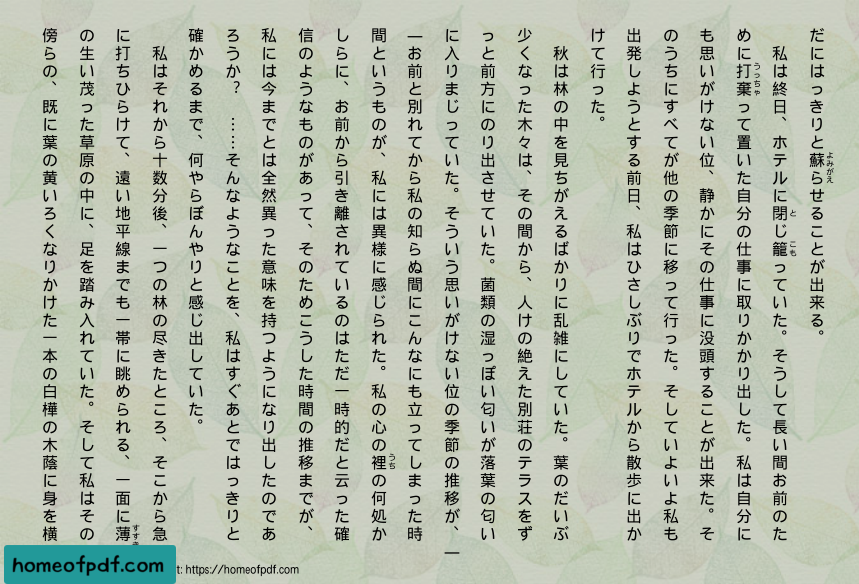 だにはっきりと蘇らせることが出来る。
よみがえ
私は終日、ホテルに閉じ籠っていた。そうして長い間お前のた
と
こも
めに打棄って置いた自分の仕事に取りかかり出した。私は自分に
うっちゃ
も思いがけない位、静かにその仕事に没頭することが出来た。そ
のうちにすべてが他の季節に移って行った。そしていよいよ私も
出発しようとする前日、私はひさしぶりでホテルから散歩に出か
けて行った。
秋は林の中を見ちがえるばかりに乱雑にしていた。葉のだいぶ
少くなった木々は、その間から、人けの絶えた別荘のテラスをず
っと前方にのり出させていた。菌類の湿っぽい匂いが落葉の匂い
に入りまじっていた。そういう思いがけない位の季節の推移が、―
―お前と別れてから私の知らぬ間にこんなにも立ってしまった時
間というものが、私には異様に感じられた。私の心の裡の何処か
うち
しらに、お前から引き離されているのはただ一時的だと云った確
信のようなものがあって、そのためこうした時間の推移までが、
私には今までとは全然異った意味を持つようになり出したのであ
ろうか？　……そんなようなことを、私はすぐあとではっきりと
確かめるまで、何やらぼんやりと感じ出していた。
私はそれから十数分後、一つの林の尽きたところ、そこから急
に打ちひらけて、遠い地平線までも一帯に眺められる、一面に薄
すすき
の生い茂った草原の中に、足を踏み入れていた。そして私はその
傍らの、既に葉の黄いろくなりかけた一本の白樺の木蔭に身を横
homeofpdf.com
t: https://homeofpdf.com